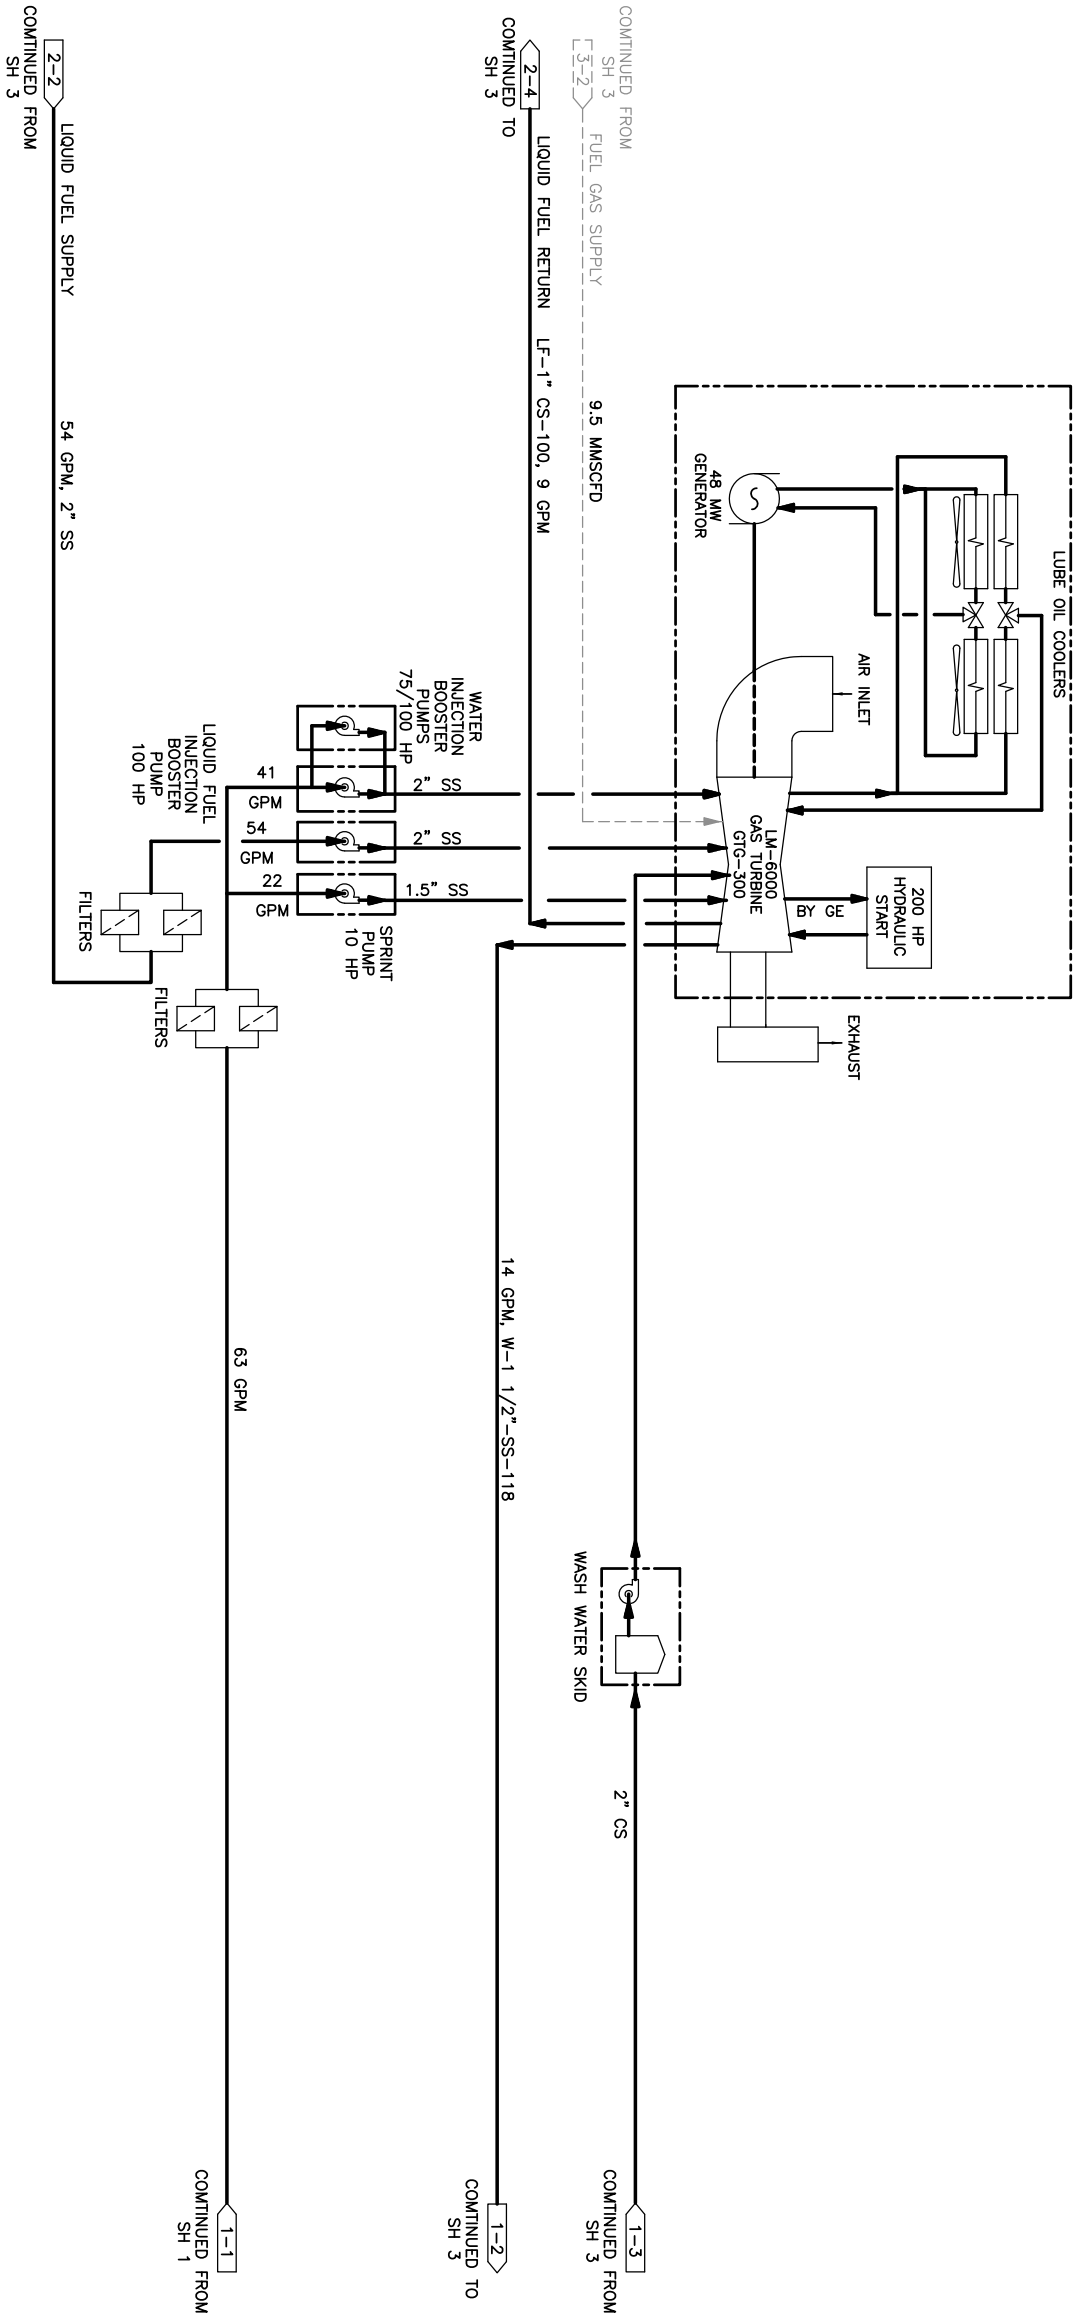 LUBE OIL COOLERS
AIR INLET
48 MW
GENERATOR
200 HP
HYDRAULIC
START
BY GE
LM-6000
GAS TURBINE
GTG-300
EXHAUST
COMTINUED FROM
SH 3
3-2
FUEL GAS SUPPLY
9.5 MMSCFD
2-4
COMTINUED TO
SH 3
LIQUID FUEL RETURN
LF-1" CS-100, 9 GPM
WASH WATER SKID
2" CS
1-3
COMTINUED FROM
SH 3
14 GPM, W-1 1/2"-SS-118
1-2
COMTINUED TO
SH 3
WATER
INJECTION
BOOSTER
PUMPS
75/100 HP
2" SS
2" SS
1.5" SS
SPRINT
PUMP
10 HP
41
GPM
54
GPM
22
GPM
LIQUID FUEL
INJECTION
BOOSTER
PUMP
100 HP
FILTERS
FILTERS
63 GPM
1-1
COMTINUED FROM
SH 1
2-2
COMTINUED FROM
SH 3
LIQUID FUEL SUPPLY
54 GPM, 2" SS